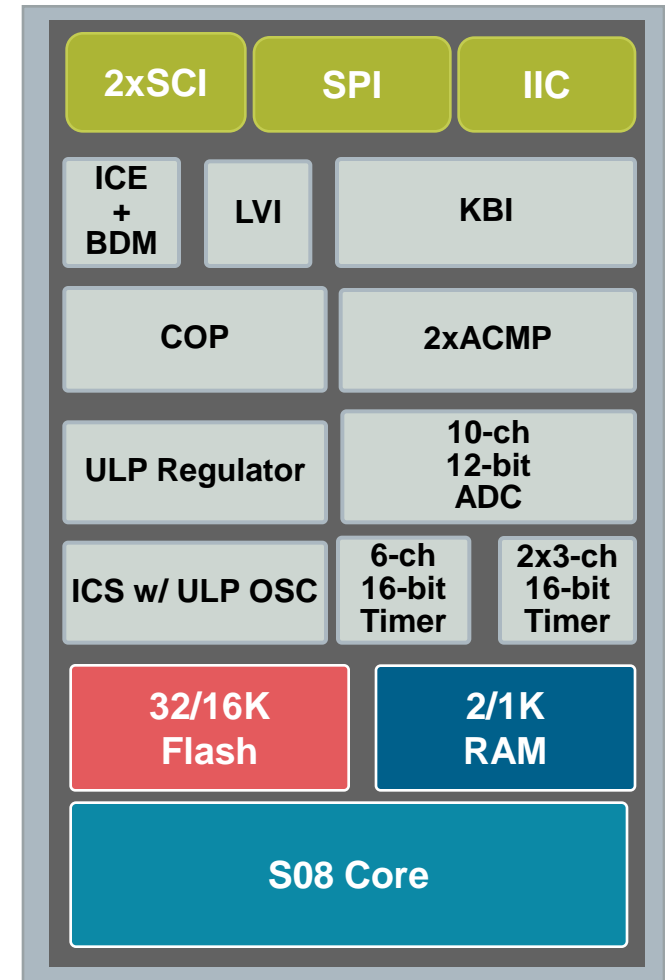 2xSCI
SPI
IIC
ICE
+
BDM
LVI
KBI
COP
2xACMP
ULP Regulator
10-ch
12-bit
ADC
ICS w/ ULP OSC
6-ch
16-bit
Timer
2x3-ch
16-bit
Timer
32/16K
Flash
2/1K
RAM
S08 Core